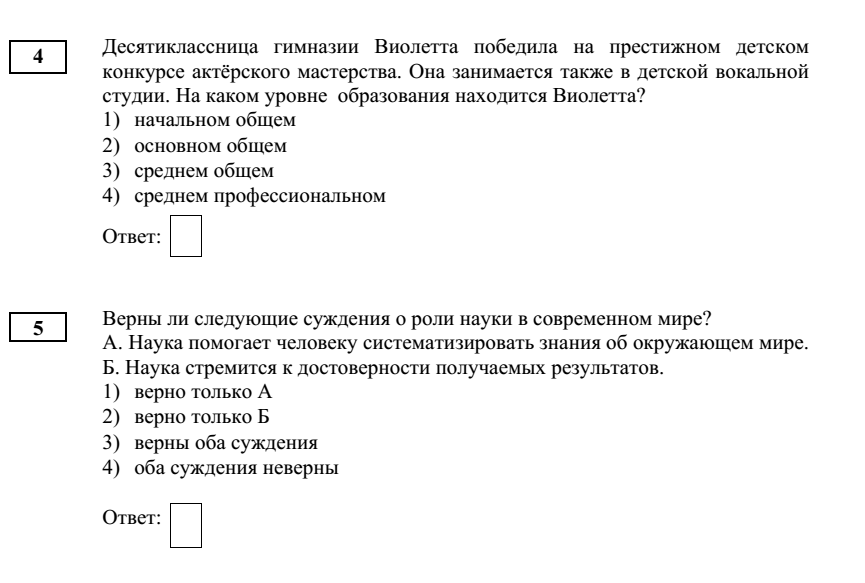 4
Десятиклассница гимназии Виолетта победила на престижном детском
конкурсе актёрского мастерства. Она занимается также в детской вокальной
студии. На каком уровне образования находится Виолетта?
1) начальном общем
2) основном общем
3) среднем общем
4) среднем профессиональном
Ответ:
5
Верны ли следующие суждения о роли науки в современном мире?
А. Наука помогает человеку систематизировать знания об окружающем мире.
Б. Наука стремится к достоверности получаемых результатов.
1) верно только А
2) верно только Б
3) верны оба суждения
4) оба суждения неверны
Ответ: